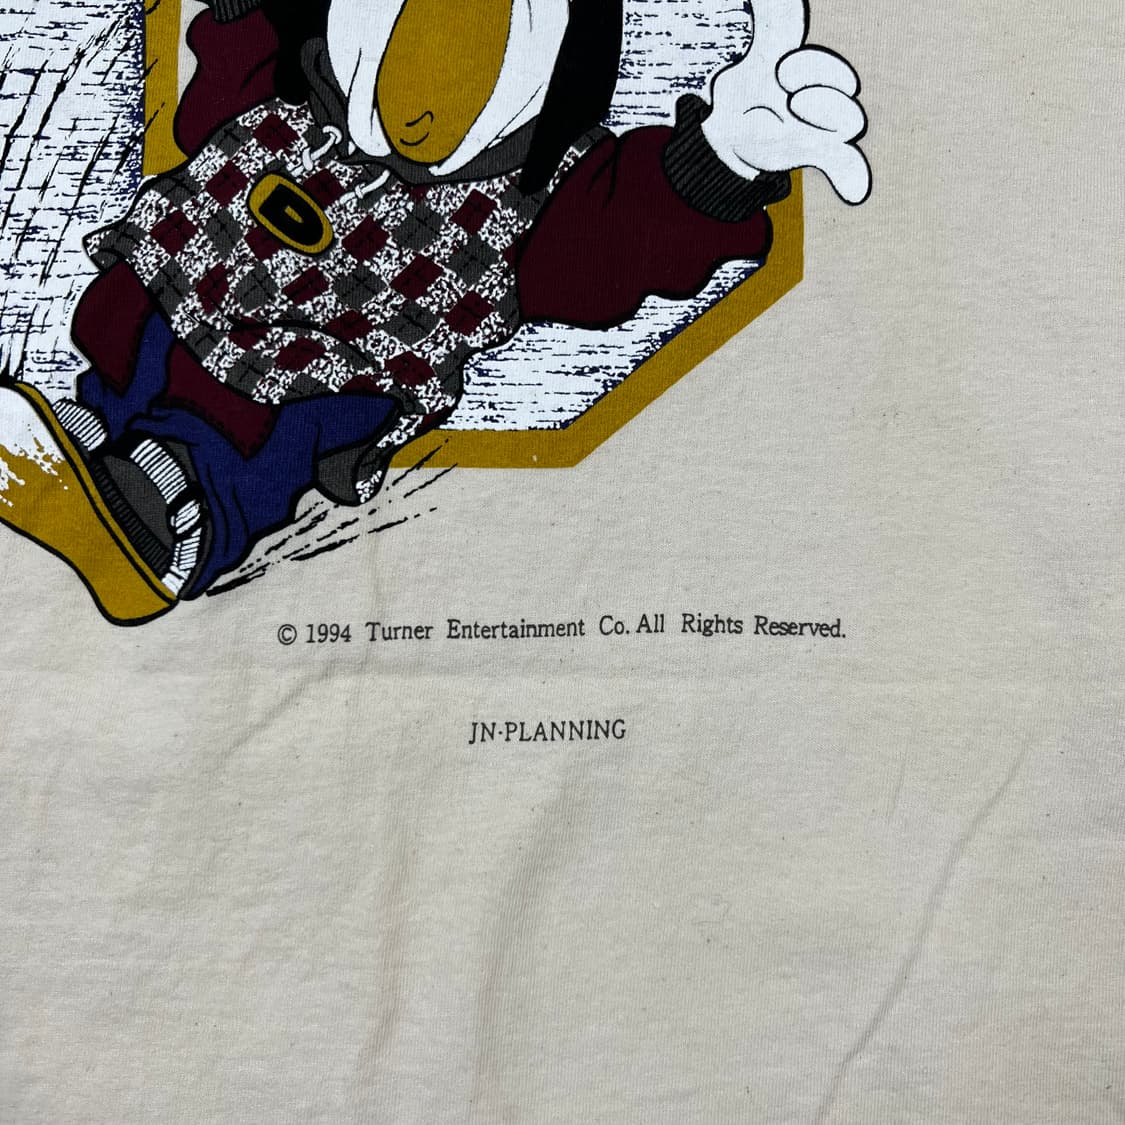 D
© 1994 Turner Entertainment Co. All Rights Reserved.
JN·PLANNING